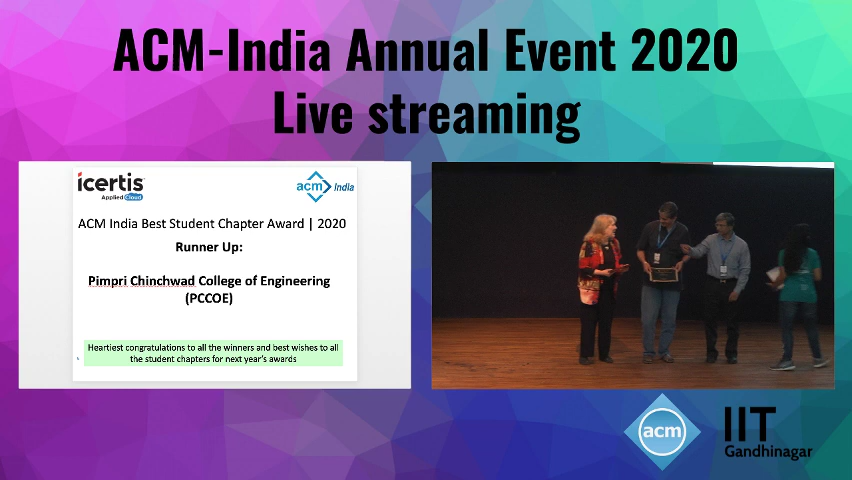 ACM-India Annual Event 2020
Live streaming
icertis
Applied Cloud
acm India
ACM India Best Student Chapter Award | 2020
Runner Up:
Pimpri Chinchwad College of Engineering
(PCCOE)
Heartiest congratulations to all the winners and best wishes to all
the student chapters for next year's awards
acm
IIT
Gandhinagar